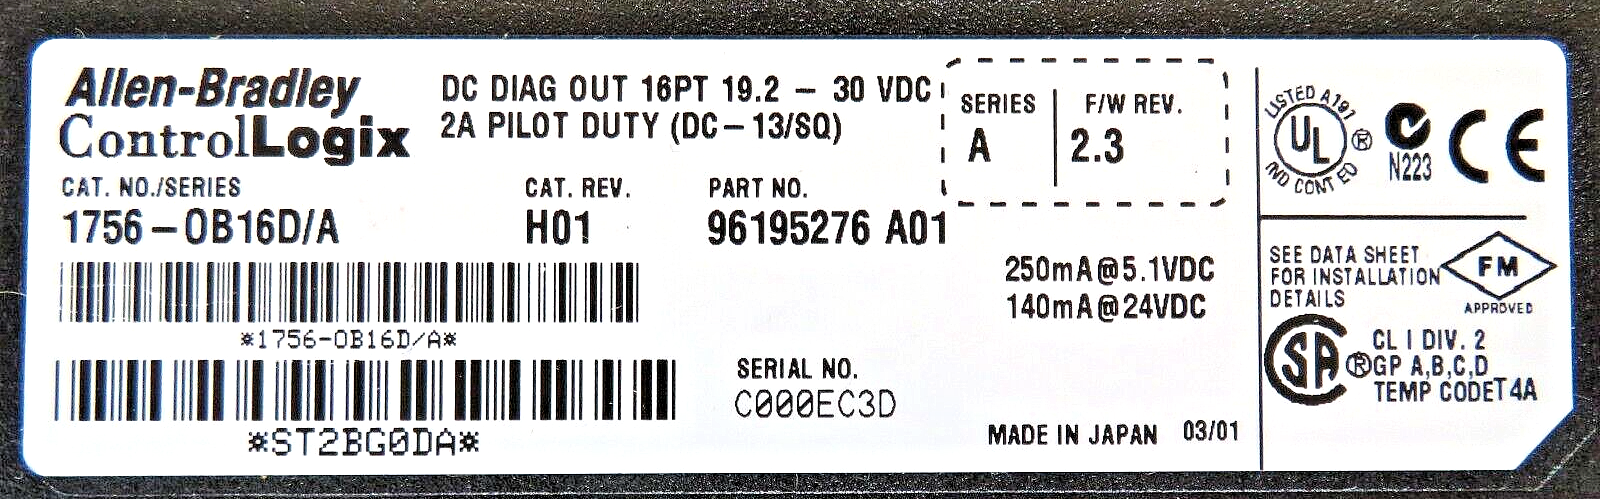 Allen-Bradley
ControlLogix
DC DIAG OUT 16PT 19.2 – 30 VDC
2A PILOT DUTY (DC–13/SQ)
SERIES
A
F/W REV.
2.3
CAT. NO./SERIES
1756–OB16D/A
CAT. REV.
H01
PART NO.
96195276 A01
*1756-OB16D/A*
*ST2BG0DA*
250mA@5.1VDC
140mA@24VDC
SERIAL NO.
C000EC3D
MADE IN JAPAN 03/01
LISTED A197
UL ®
IND CONT EQ
N223
CE
SEE DATA SHEET
FOR INSTALLATION
DETAILS
FM
APPROVED
SA ®
CL I DIV. 2
GP A,B,C,D
TEMP CODET4A